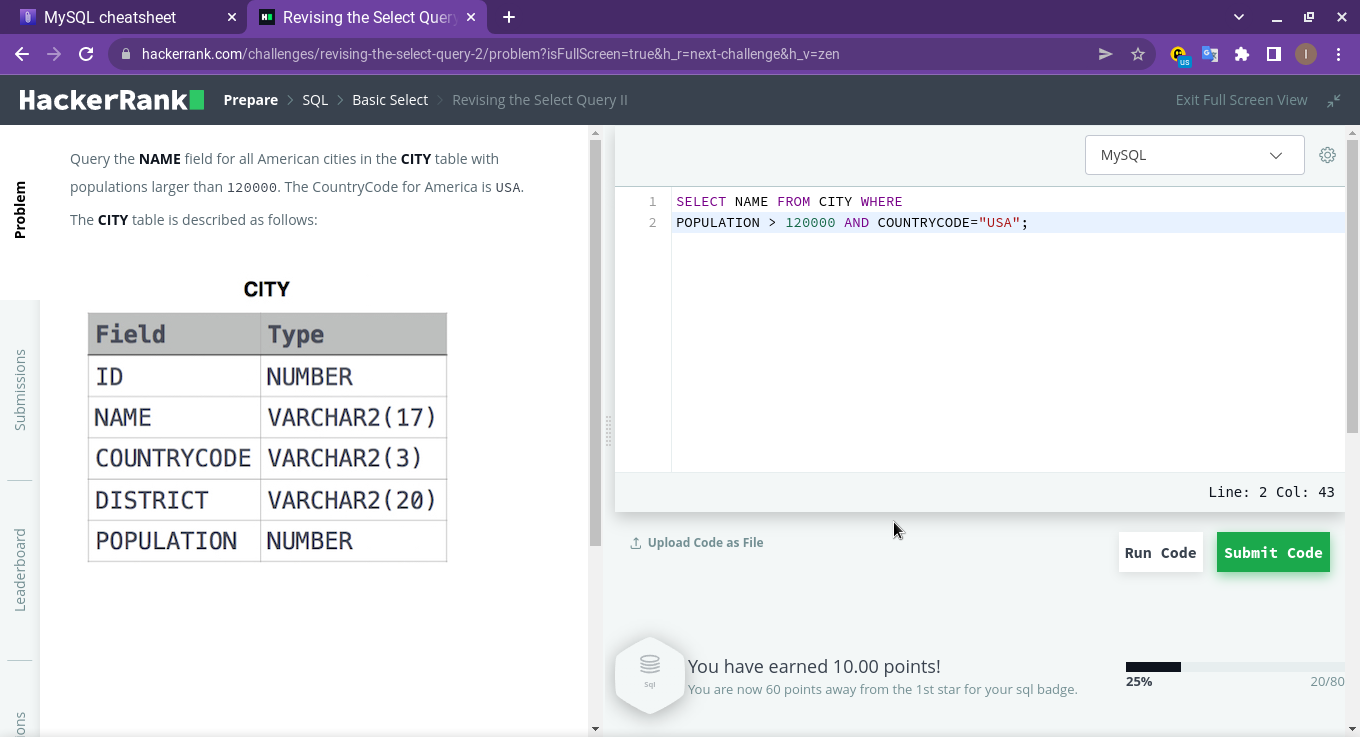 MySQL cheatsheet
Revising the Select Query
hackerrank.com/challenges/revising-the-select-query-2/problem?isFullScreen=true&h_r=next-challenge&h_v=zen
us
I
HackerRank
Prepare > SQL > Basic Select > Revising the Select Query II
Exit Full Screen View
Problem
Submissions
Leaderboard
ons
Query the NAME field for all American cities in the CITY table with
populations larger than 120000. The CountryCode for America is USA.
The CITY table is described as follows:
CITY
Field Type
ID NUMBER
NAME VARCHAR2(17)
COUNTRYCODE VARCHAR2(3)
DISTRICT VARCHAR2(20)
POPULATION NUMBER
MySQL
1 SELECT NAME FROM CITY WHERE
2 POPULATION > 120000 AND COUNTRYCODE="USA";
Line: 2 Col: 43
Upload Code as File
Run Code
Submit Code
Sql
You have earned 10.00 points!
You are now 60 points away from the 1st star for your sql badge.
25% 20/80